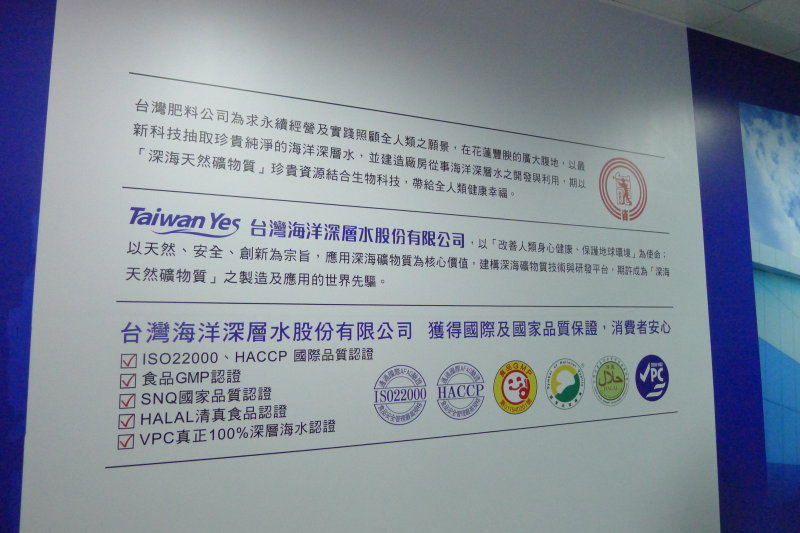 台灣肥料公司為求永續經營及實踐照顧全人類之願景，在花蓮豐腴的廣大腹地，以最
新科技抽取珍貴純淨的海洋深層水，並建造廠房從事海洋深層水之開發與利用，期以
「深海天然礦物質」珍貴資源結合生物科技，帶給全人類健康幸福。
Taiwan Yes 台灣海洋深層水股份有限公司，以「改善人類身心健康、保護地球環境」為使命；
以天然、安全、創新為宗旨，應用深海礦物質為核心價值，建構深海礦物質技術與研發平台，期許成為「深海
天然礦物質」之製造及應用的世界先驅。
台灣海洋深層水股份有限公司 獲得國際及國家品質保證，消費者安心
ISO22000、HACCP 國際品質認證
食品GMP認證
SNQ國家品質認證
HALAL清真食品認證
VPC真正100%深層海水認證
ISO22000
HACCP
食品GMP
HALAL
VPC